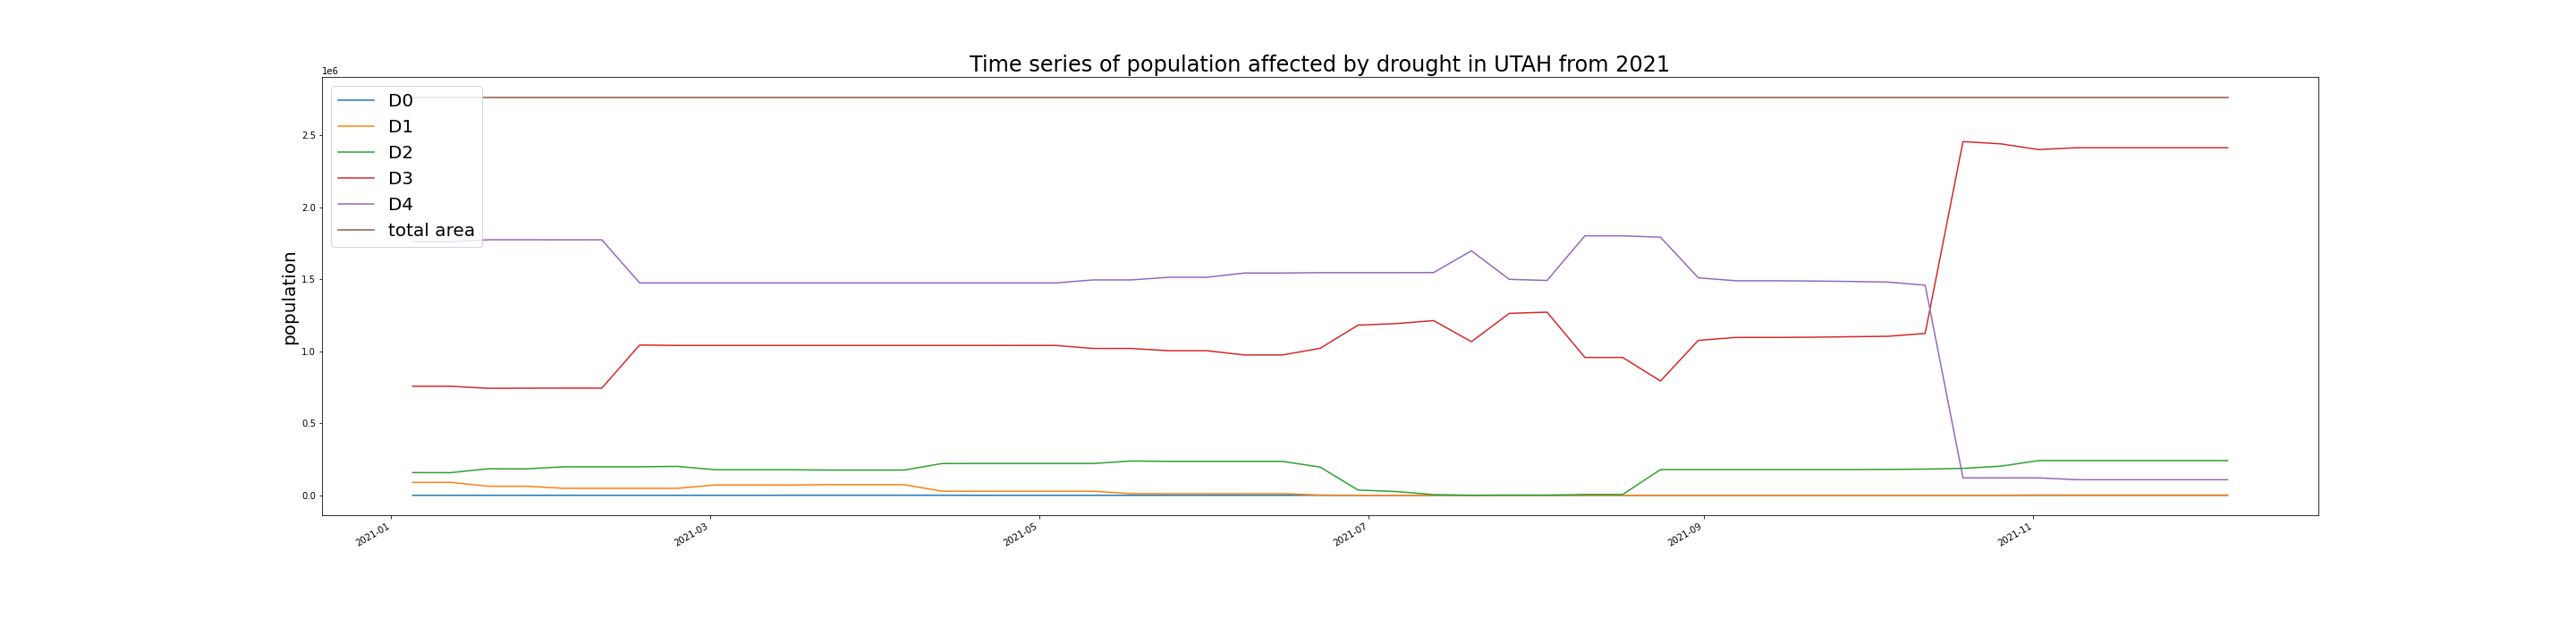 Time series of population affected by drought in UTAH from 2021
1e6
D0
D1
D2
D3
D4
total area
2.5
2.0
1.5
1.0
0.5
0.0
population
2021-01
2021-03
2021-05
2021-07
2021-09
2021-11